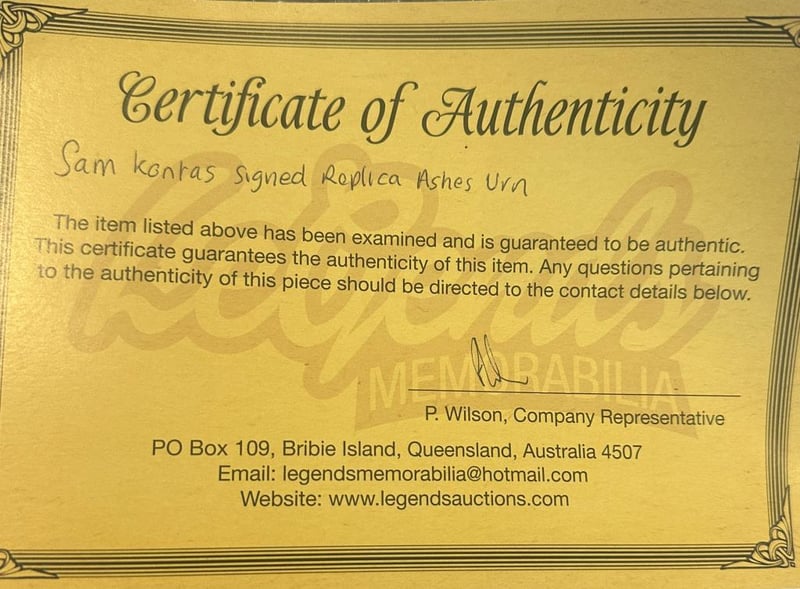 Certificate of Authenticity
Sam Kontas Signed Replica Ashes Urn
The item listed above has been examined and is guaranteed to be authentic.
This certificate guarantees the authenticity of this item. Any questions pertaining
to the authenticity of this piece should be directed to the contact details below.
Legends
MEMORABILIA
P. Wilson, Company Representative
PO Box 109, Bribie Island, Queensland, Australia 4507
Email: legendsmemorabilia@hotmail.com
Website: www.legendsauctions.com